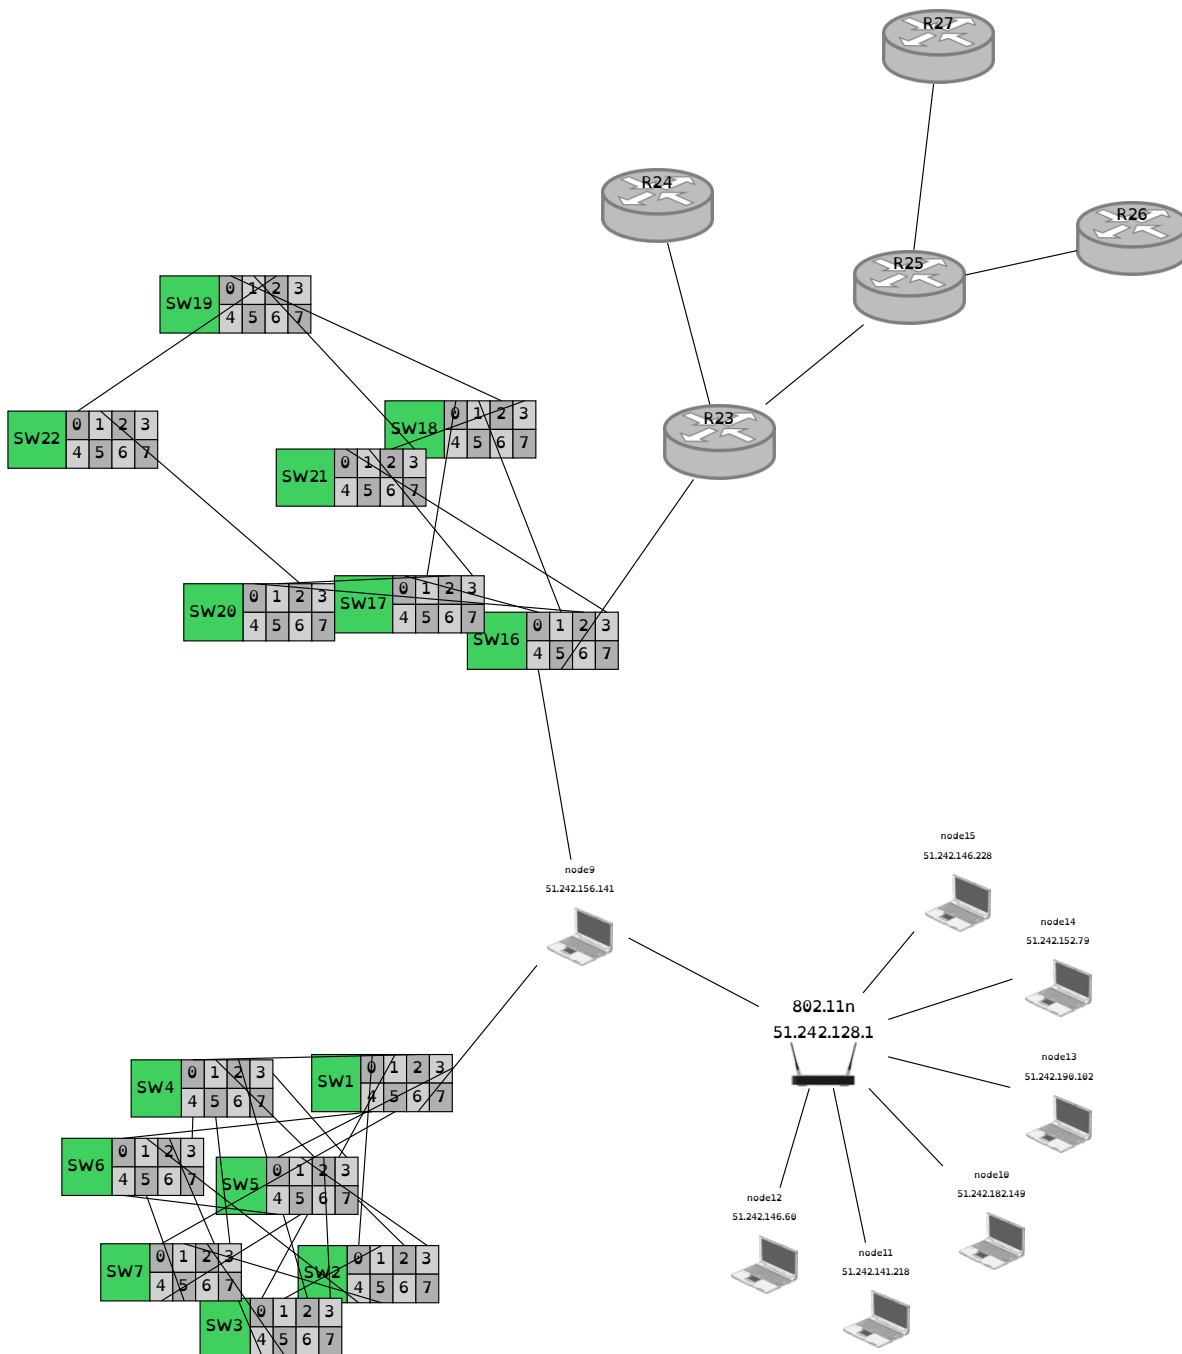 R27
R24
R26
R25
SW19
0 1 2 3
4 5 6 7
R23
SW18
0 1 2 3
4 5 6 7
SW22
0 1 2 3
4 5 6 7
SW21
0 1 2 3
4 5 6 7
SW20
0 1 2 3
4 5 6 7
SW17
0 1 2 3
4 5 6 7
SW16
0 1 2 3
4 5 6 7
node9
51.242.156.141
node15
51.242.146.228
node14
51.242.152.79
802.11n
51.242.128.1
node13
51.242.190.102
node10
51.242.182.149
node12
51.242.146.60
node11
51.242.141.218
SW4
0 1 2 3
4 5 6 7
SW1
0 1 2 3
4 5 6 7
SW6
0 1 2 3
4 5 6 7
SW5
0 1 2 3
4 5 6 7
SW7
0 1 2 3
4 5 6 7
SW2
0 1 2 3
4 5 6 7
SW3
0 1 2 3
4 5 6 7